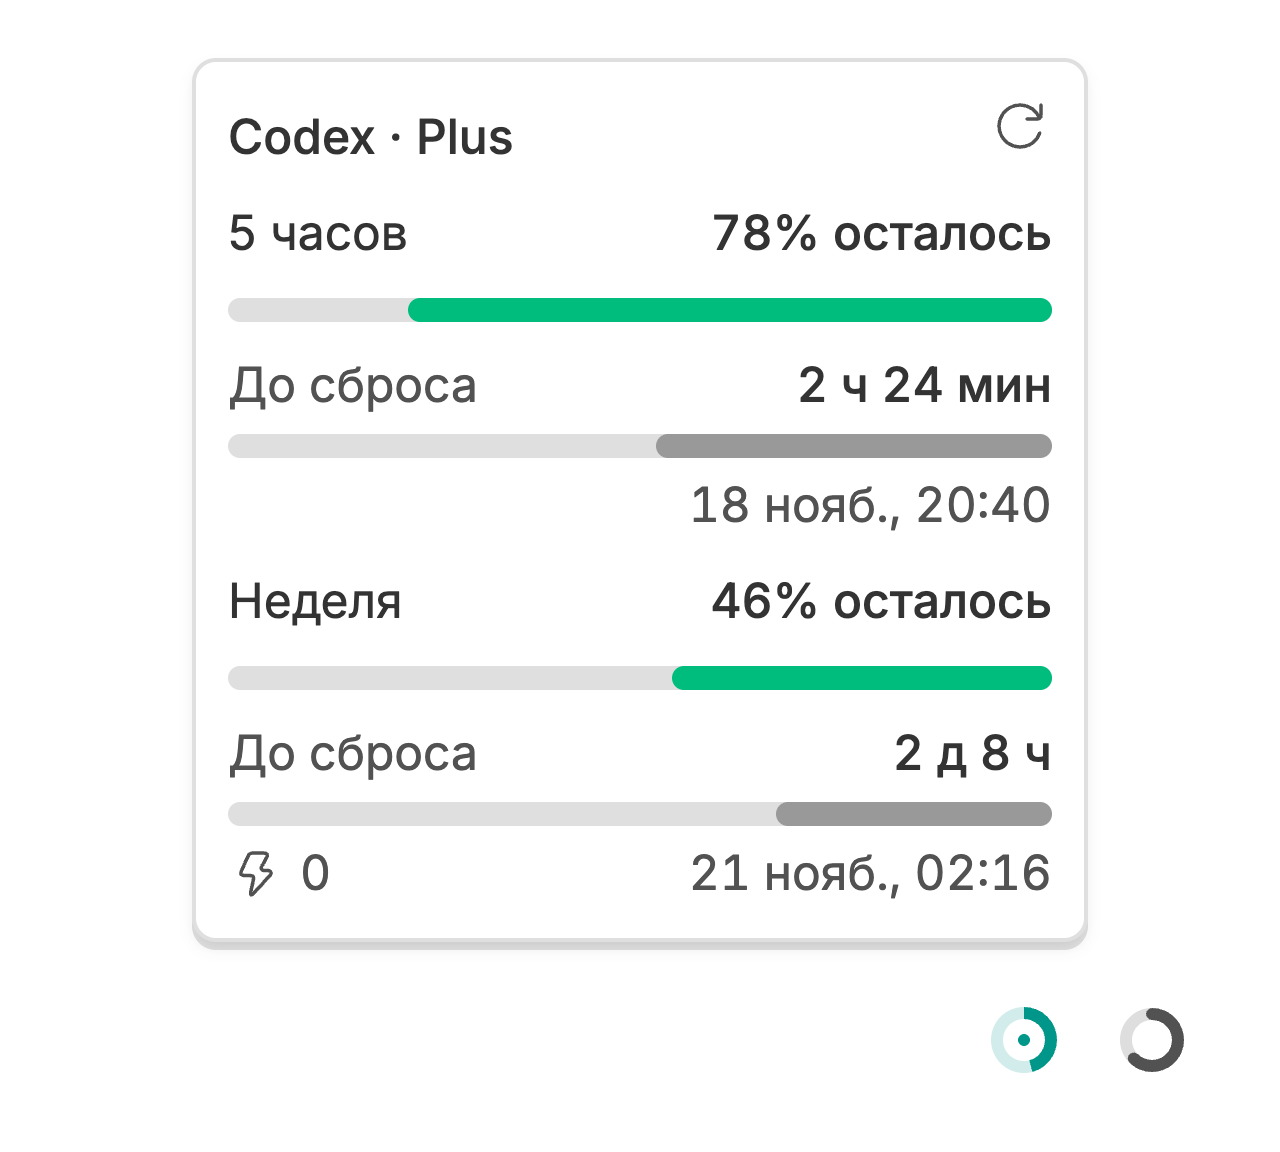 Codex · Plus
5 часов 78% осталось
До сброса 2 ч 24 мин
18 нояб., 20:40
Неделя 46% осталось
До сброса 2 д 8 ч
0 21 нояб., 02:16